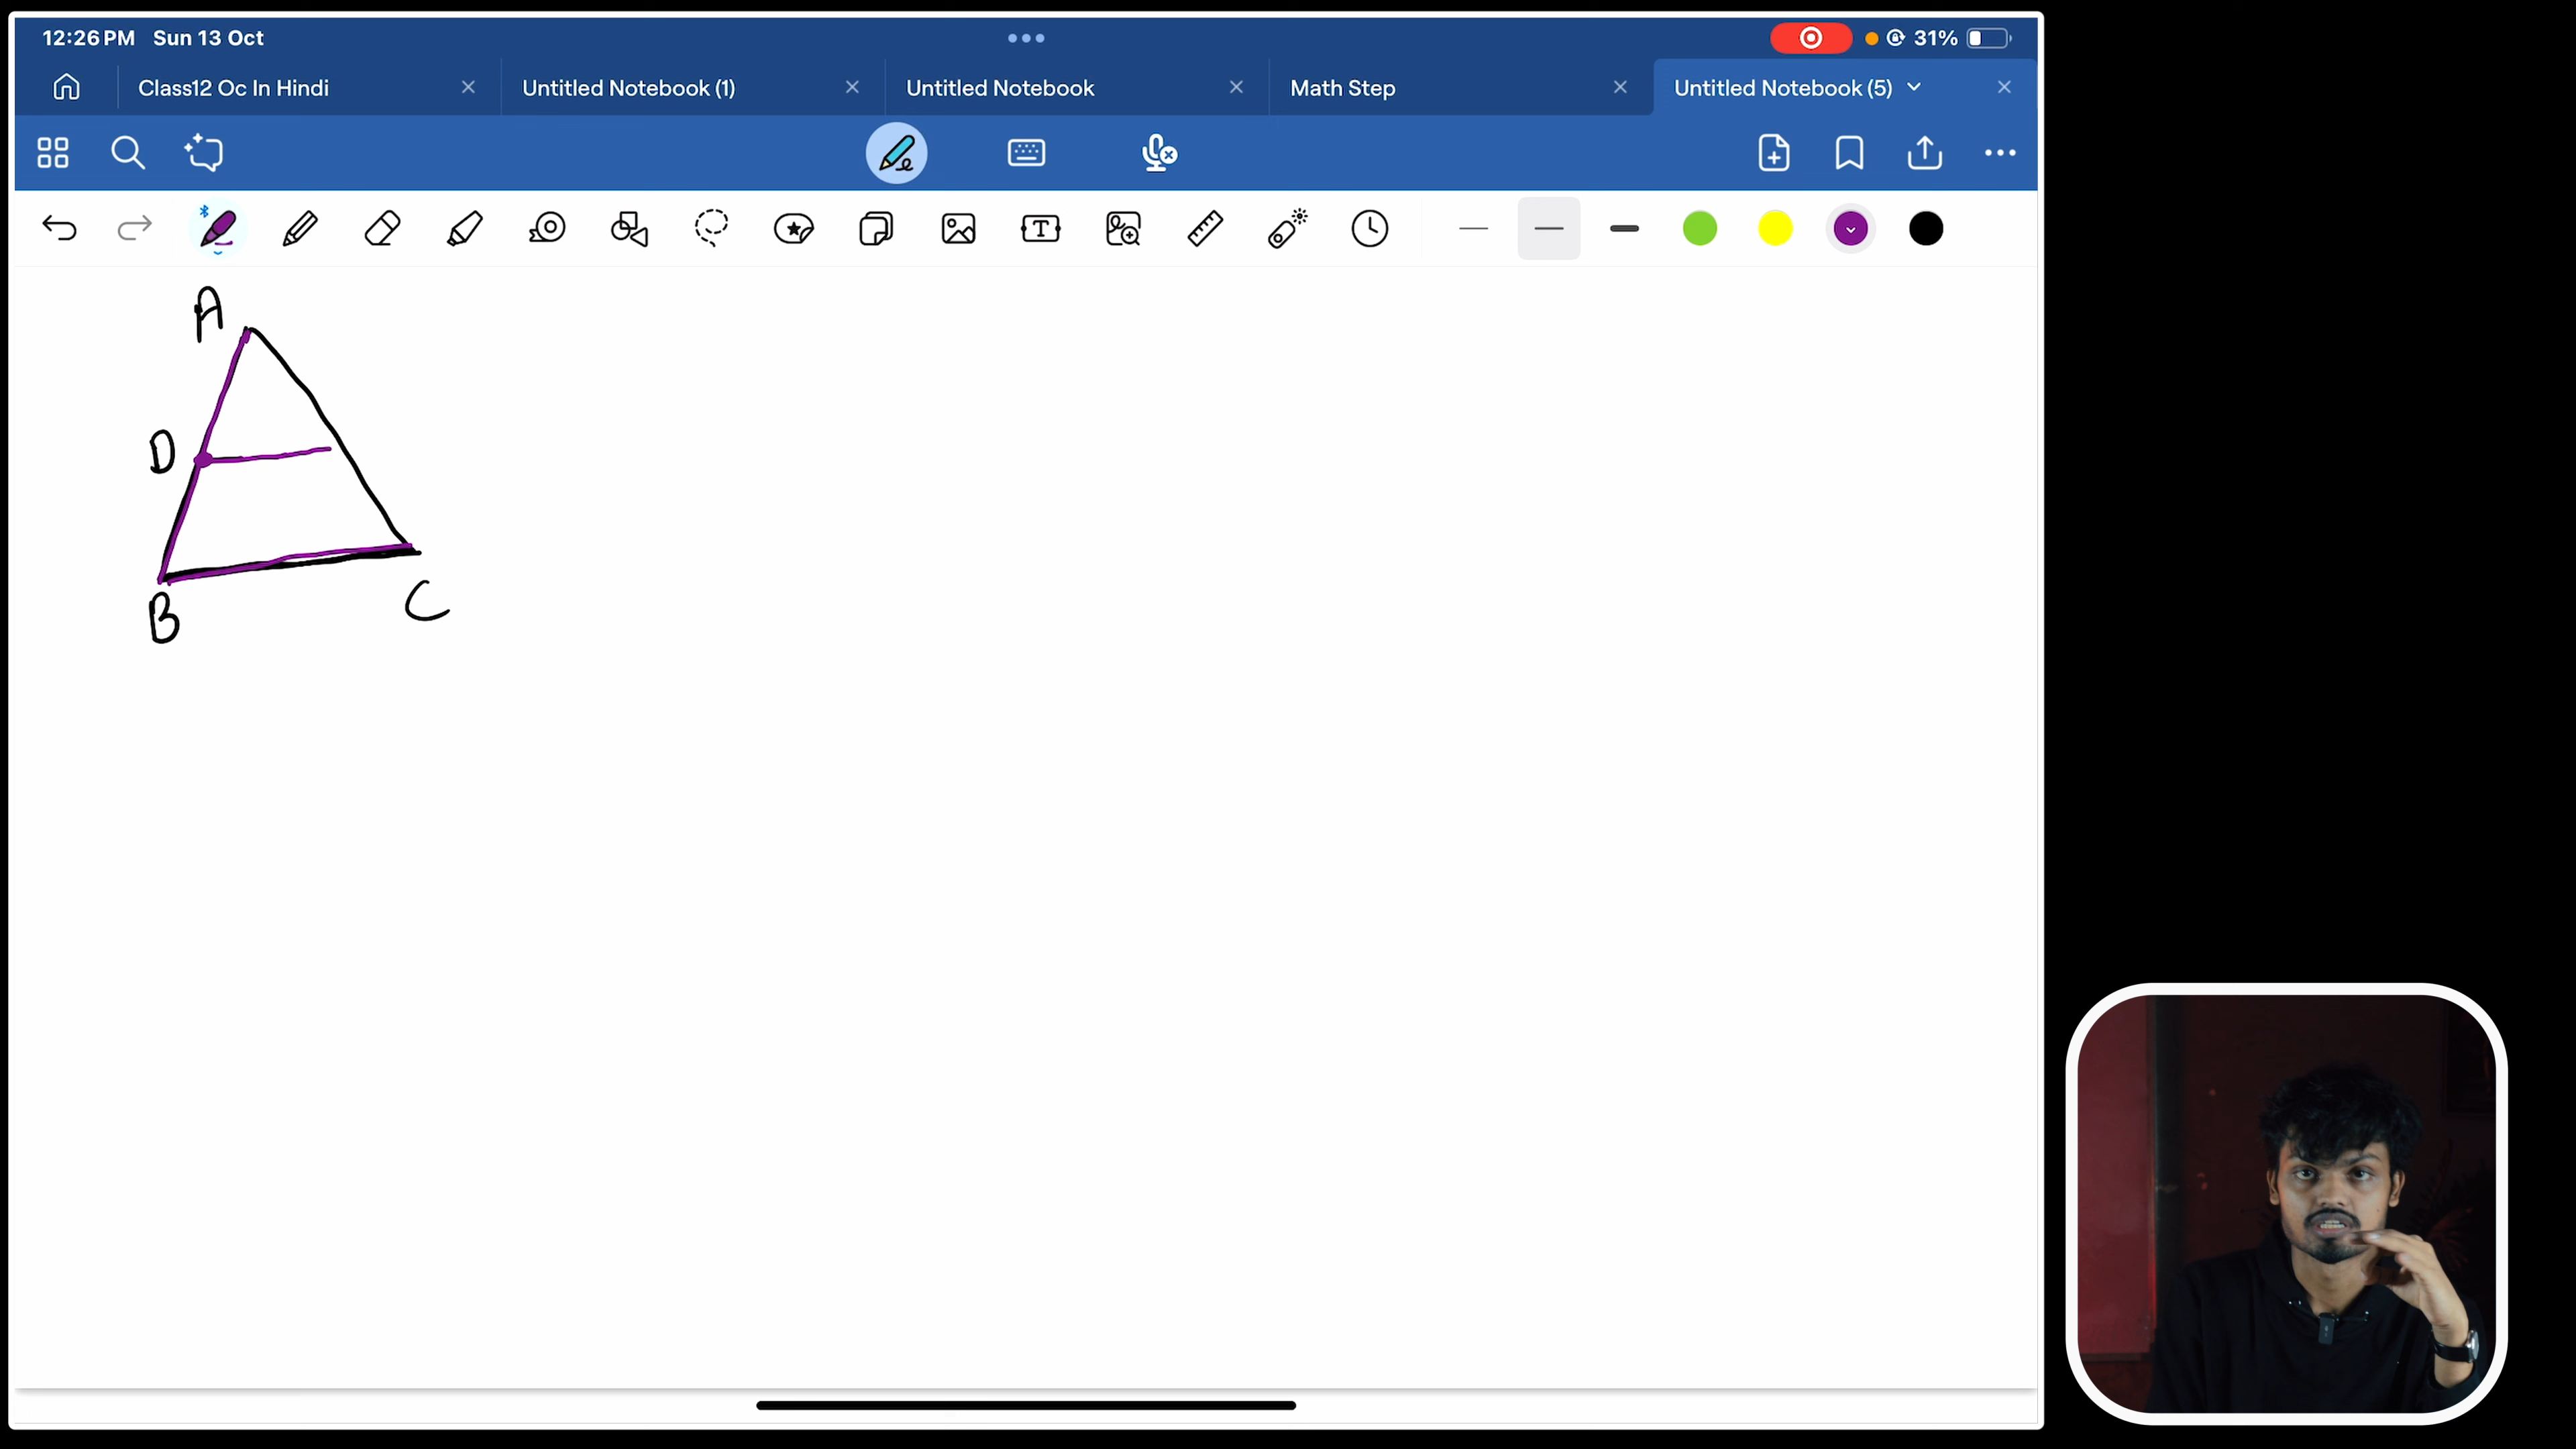 12:26 PM Sun 13 Oct
31%
Class12 Oc In Hindi
Untitled Notebook (1)
Untitled Notebook
Math Step
Untitled Notebook (5)
T
A
D
B
C